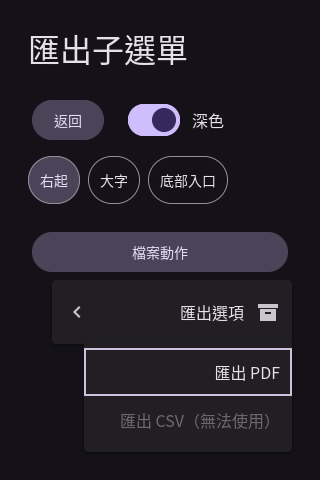 匯出子選單
返回
深色
右起
大字
底部入口
檔案動作
匯出選項
匯出 PDF
匯出 CSV（無法使用）